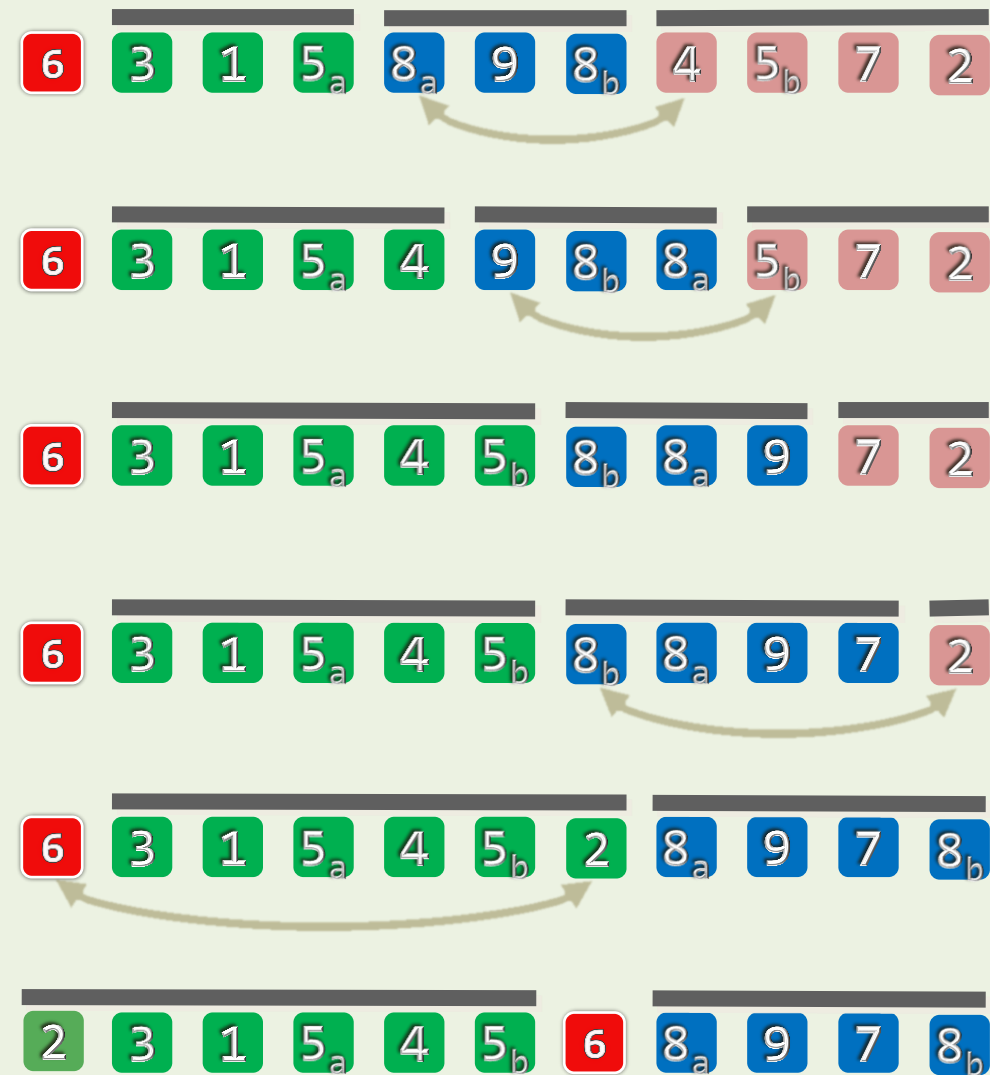 6 3 1 5a 8a 9 8b 4 5b 7 2
6 3 1 5a 4 9 8b 8a 5b 7 2
6 3 1 5a 4 5b 8b 8a 9 7 2
6 3 1 5a 4 5b 8b 8a 9 7 2
6 3 1 5a 4 5b 2 8a 9 7 8b
2 3 1 5a 4 5b 6 8a 9 7 8b